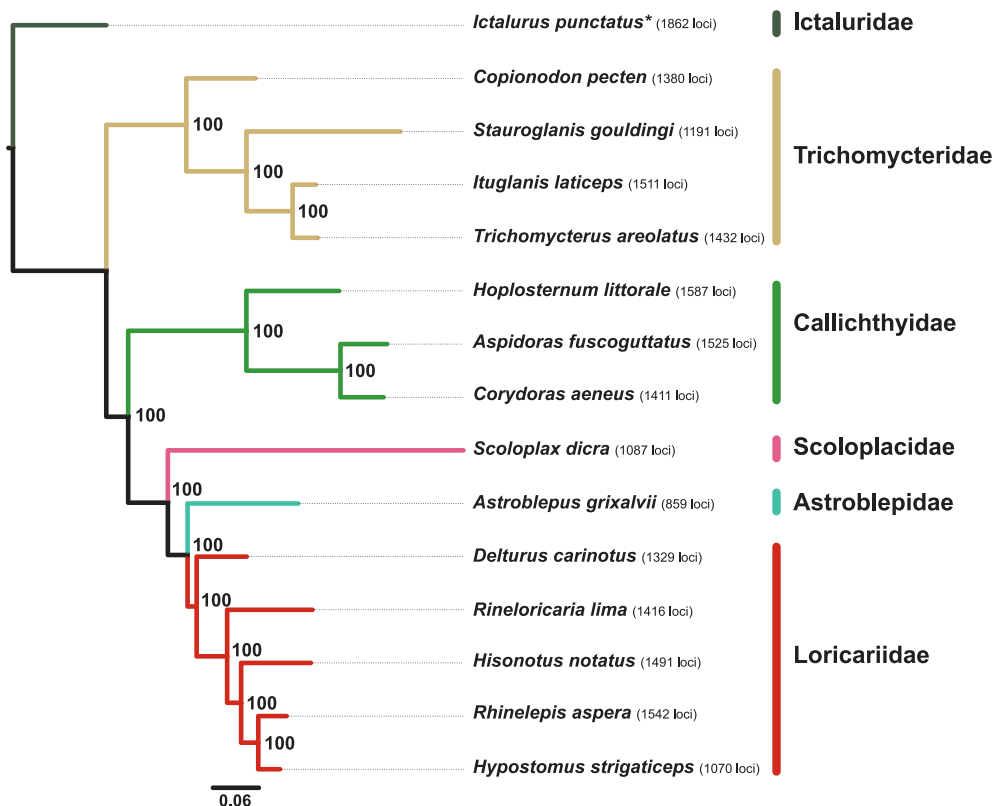 Ictalurus punctatus* (1862 loci)
Ictaluridae
Copionodon pecten (1380 loci)
100
Stauroglanis gouldingi (1191 loci)
Trichomycteridae
100
Ituglanis laticeps (1511 loci)
100
Trichomycterus areolatus (1432 loci)
Hoplosternum littorale (1587 loci)
Callichthyidae
100
Aspidoras fuscoguttatus (1525 loci)
100
Corydoras aeneus (1411 loci)
100
Scoloplax dicra (1087 loci)
Scoloplacidae
100
Astroblepus grixalvii (859 loci)
Astroblepidae
100
Delturus carinotus (1329 loci)
100
Rineloricaria lima (1416 loci)
Loricariidae
100
Hisonotus notatus (1491 loci)
100
Rhinelepis aspera (1542 loci)
100
Hypostomus strigaticeps (1070 loci)
0.06